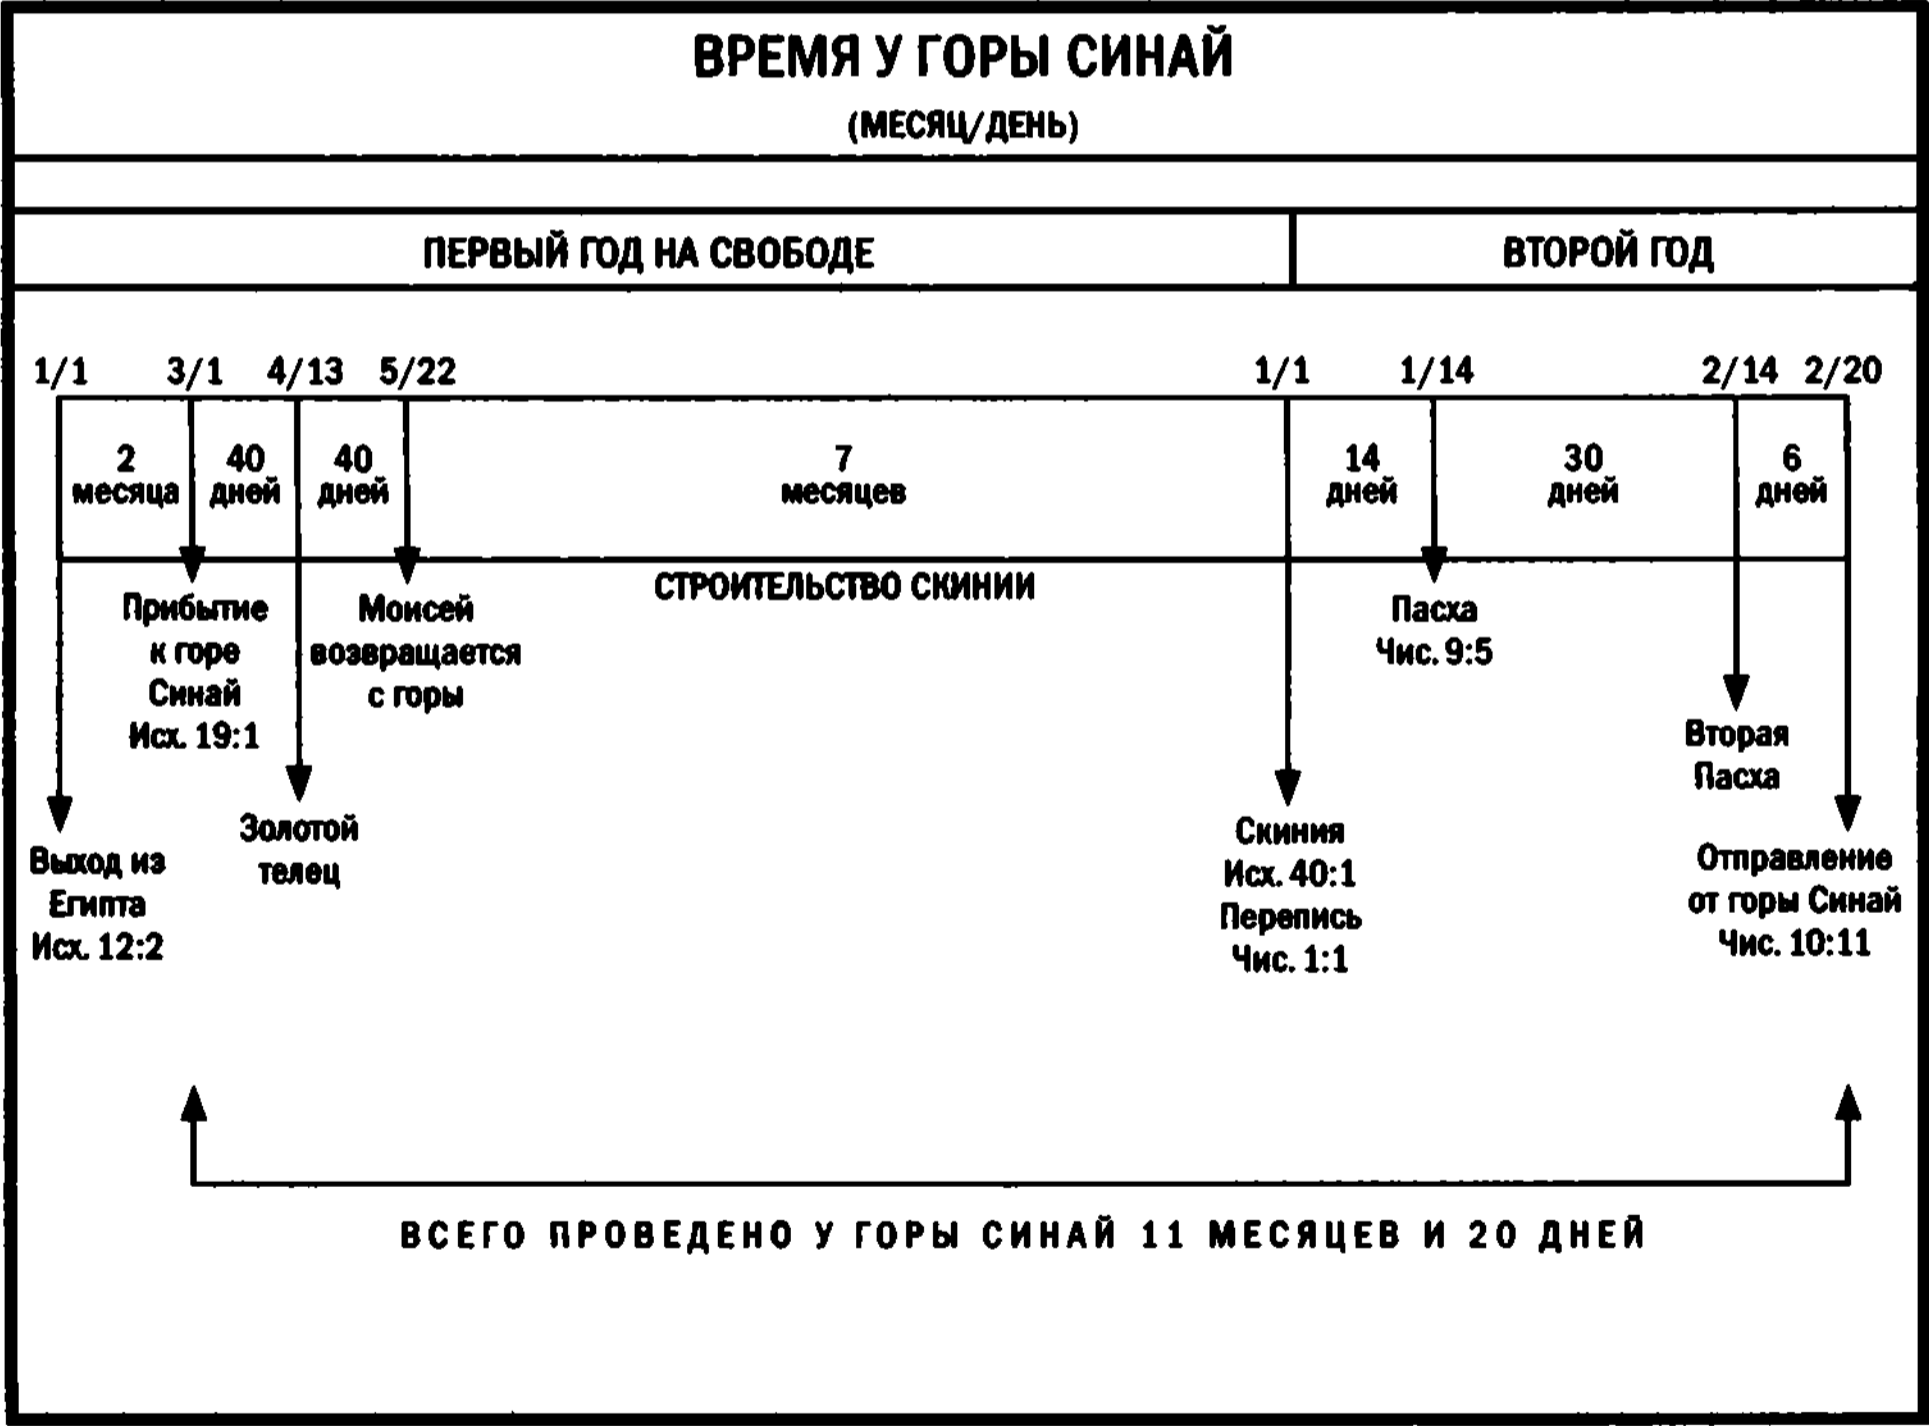 ВРЕМЯ У ГОРЫ СИНАЙ
(МЕСЯЦ/ДЕНЬ)
ПЕРВЫЙ ГОД НА СВОБОДЕ
ВТОРОЙ ГОД
1/1 3/1 4/13 5/22 1/1 1/14 2/14 2/20
2 40 40 7 14 30 6
месяца дней дней месяцев дней дней дней
СТРОИТЕЛЬСТВО СКИНИИ
Прибытие
к горе
Синай
Исх. 19:1
Моисей
возвращается
с горы
Пасха
Чис. 9:5
Вторая
Пасха
Золотой
телец
Выход из
Египта
Исх. 12:2
Скиния
Исх. 40:1
Перепись
Чис. 1:1
Отправление
от горы Синай
Чис. 10:11
ВСЕГО ПРОВЕДЕНО У ГОРЫ СИНАЙ 11 МЕСЯЦЕВ И 20 ДНЕЙ